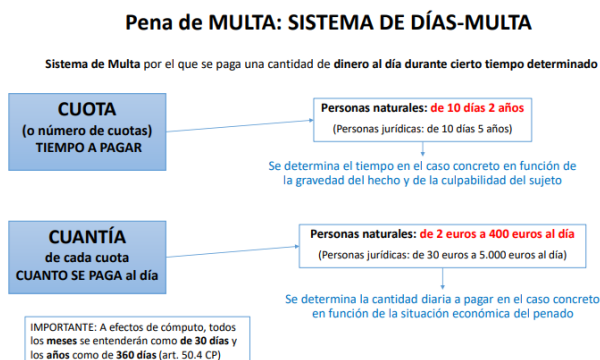 Pena de MULTA: SISTEMA DE DÍAS-MULTA
Sistema de Multa por el que se paga una cantidad de dinero al día durante cierto tiempo determinado
CUOTA
(o número de cuotas)
TIEMPO A PAGAR
Personas naturales: de 10 días 2 años
(Personas jurídicas: de 10 días 5 años)
Se determina el tiempo en el caso concreto en función de
la gravedad del hecho y de la culpabilidad del sujeto
CUANTÍA
de cada cuota
CUANTO SE PAGA al día
Personas naturales: de 2 euros a 400 euros al día
(Personas jurídicas: de 30 euros a 5.000 euros al día)
Se determina la cantidad diaria a pagar en el caso concreto
en función de la situación económica del penado
IMPORTANTE: A efectos de cómputo, todos
los meses se entenderán como de 30 días y
los años como de 360 días (art. 50.4 CP)